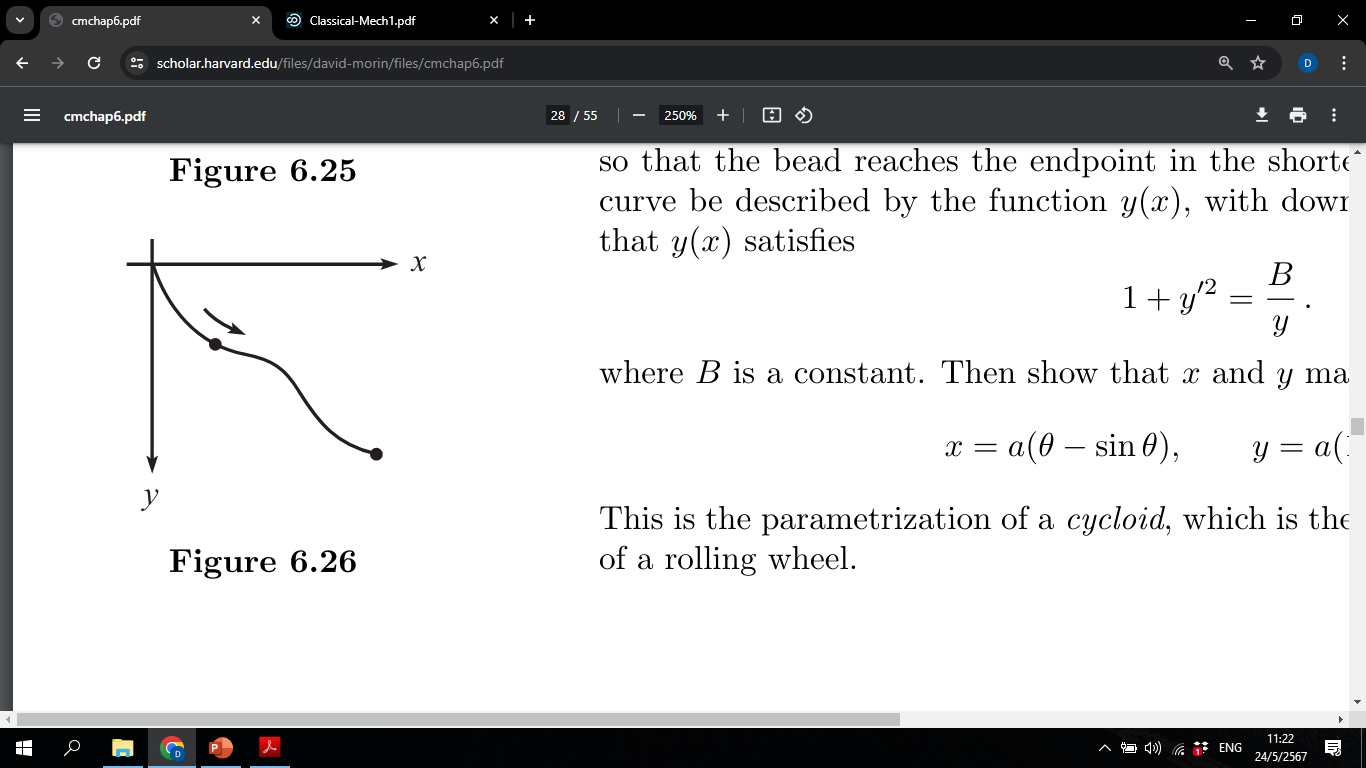 cmchap6.pdf
Classical-Mech1.pdf
scholar.harvard.edu/files/david-morin/files/cmchap6.pdf
D
cmchap6.pdf
28 / 55
250%
Figure 6.25
x
y
Figure 6.26
so that the bead reaches the endpoint in the shorte
curve be described by the function y(x), with down
that y(x) satisfies
1 + y′² = B/y .
where B is a constant. Then show that x and y ma
x = a(θ − sin θ), y = a(1
This is the parametrization of a cycloid, which is the
of a rolling wheel.
D
P
1
ENG
11:22
24/5/2567